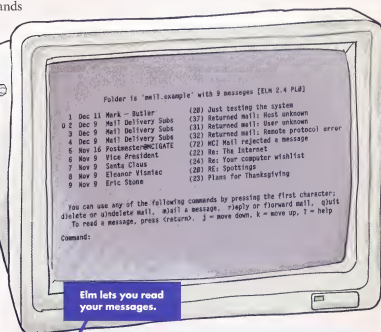 ands
Folder is 'mail.example' with 9 messages [ELM 2.4 PL0]
1 Dec 11 Mark - Butler (20) Just testing the system
O 2 Dec 9 Mail Delivery Subs (37) Returned mail: Host unknown
3 Dec 9 Mail Delivery Subs (31) Returned mail: User unknown
4 Dec 9 Mail Delivery Subs (32) Returned mail: Remote protocol error
5 Nov 16 Postmaster@MCIGATE (72) MCI Mail rejected a message
6 Nov 9 Vice President (22) Re: The Internet
7 Nov 9 Santa Claus (24) Re: Your computer wishlist
8 Nov 9 Eleanor Vismiac (20) RE: Spottings
9 Nov 9 Eric Stone (23) Plans for Thanksgiving
You can use any of the following commands by pressing the first character;
d)elete or u)ndelete mail, m)ail a message, r)eply or f)orward mail, q)uit
To read a message, press <return>. j = move down, k = move up, ? = help
Command:
Elm lets you read
your messages.